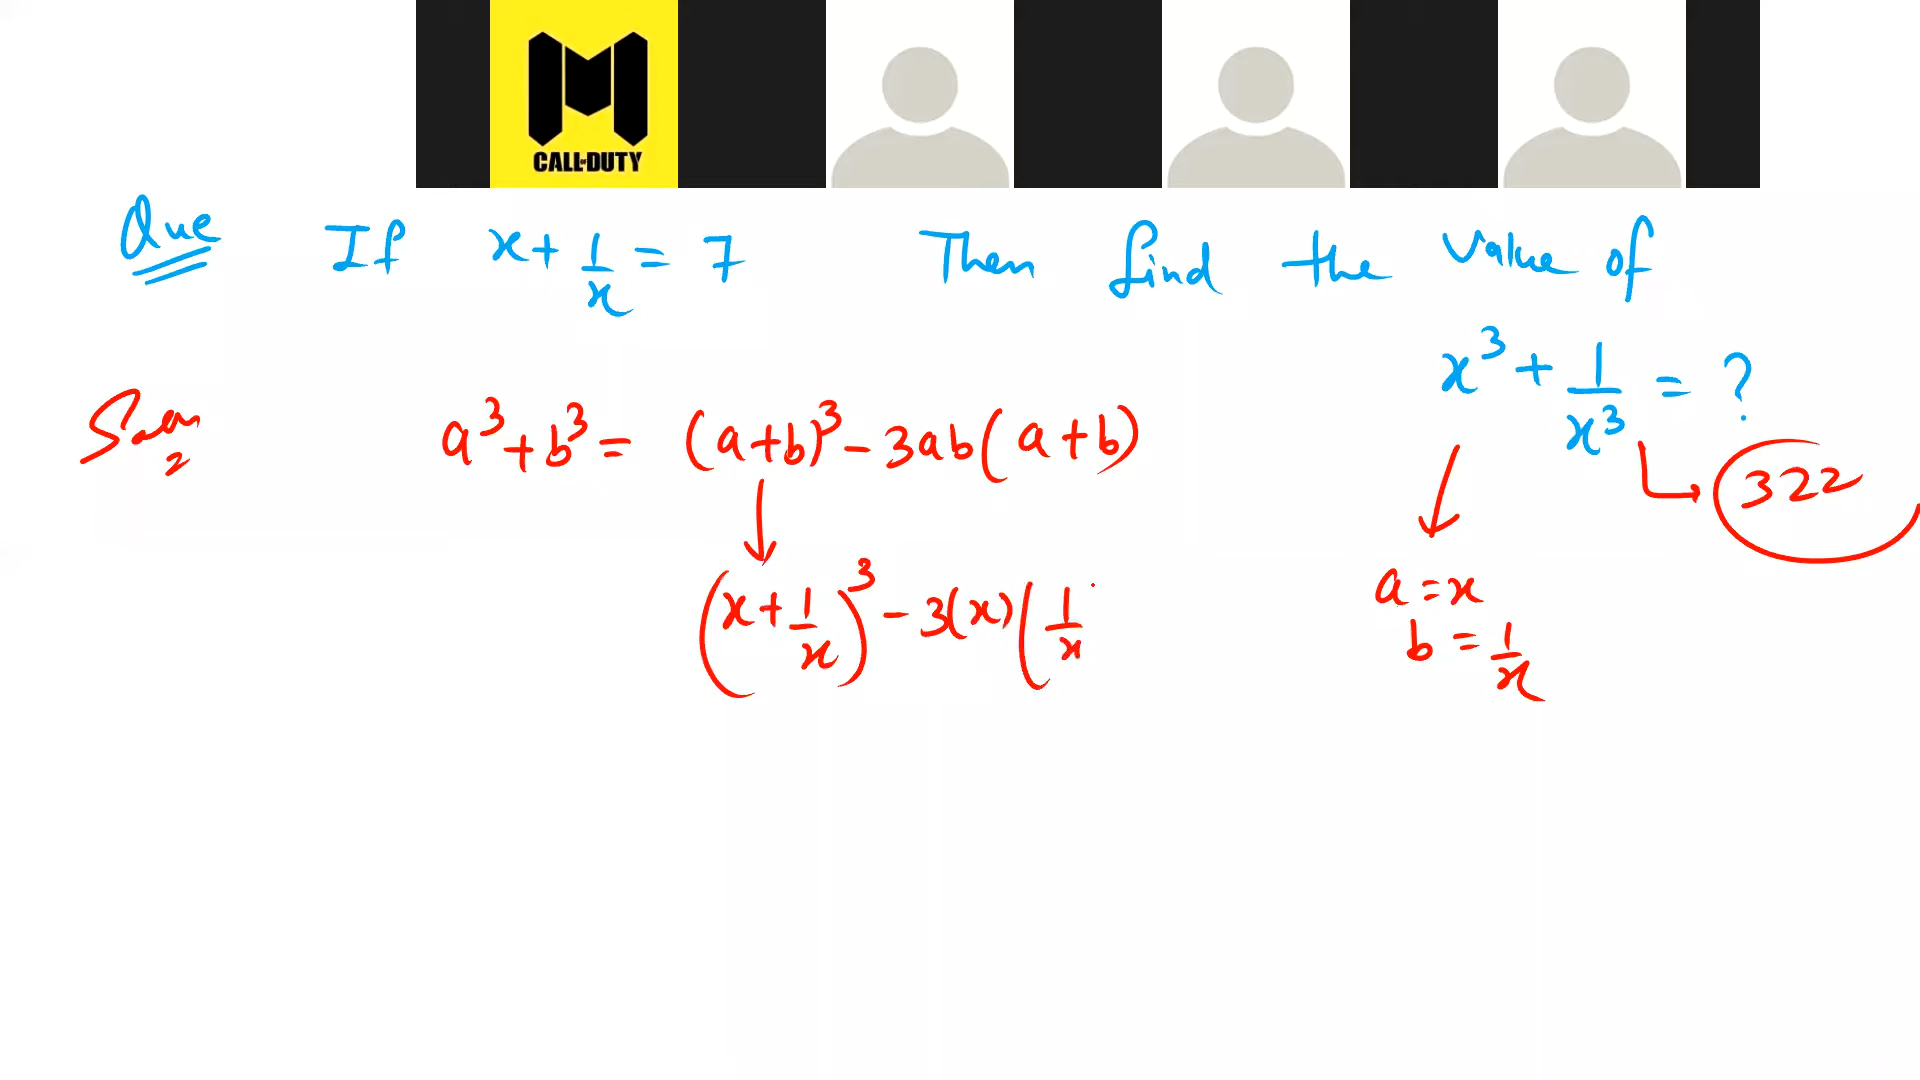 CALL OF DUTY
Que If x + 1/x = 7 Then find the value of
x³ + 1/x³ = ?
a³ + b³ = (a+b)³ - 3ab(a+b)
322
(x + 1/x)³ - 3(x)(1/x
a = x
b = 1/x